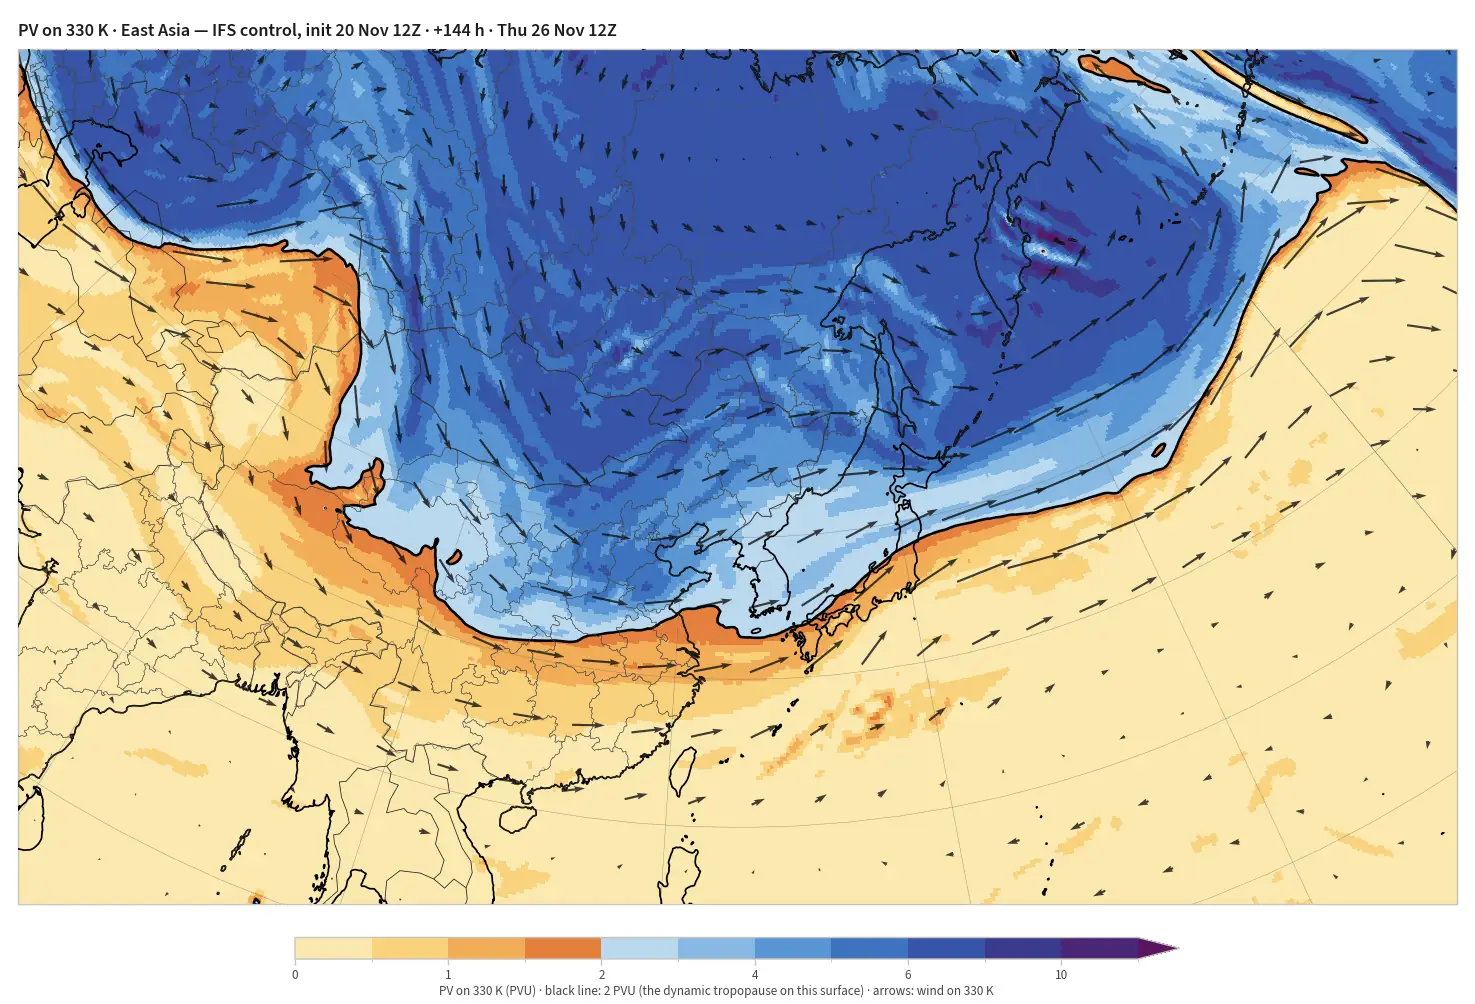 PV on 330 K · East Asia — IFS control, init 20 Nov 12Z · +144 h · Thu 26 Nov 12Z
0 1 2 4 6 10
PV on 330 K (PVU) · black line: 2 PVU (the dynamic tropopause on this surface) · arrows: wind on 330 K